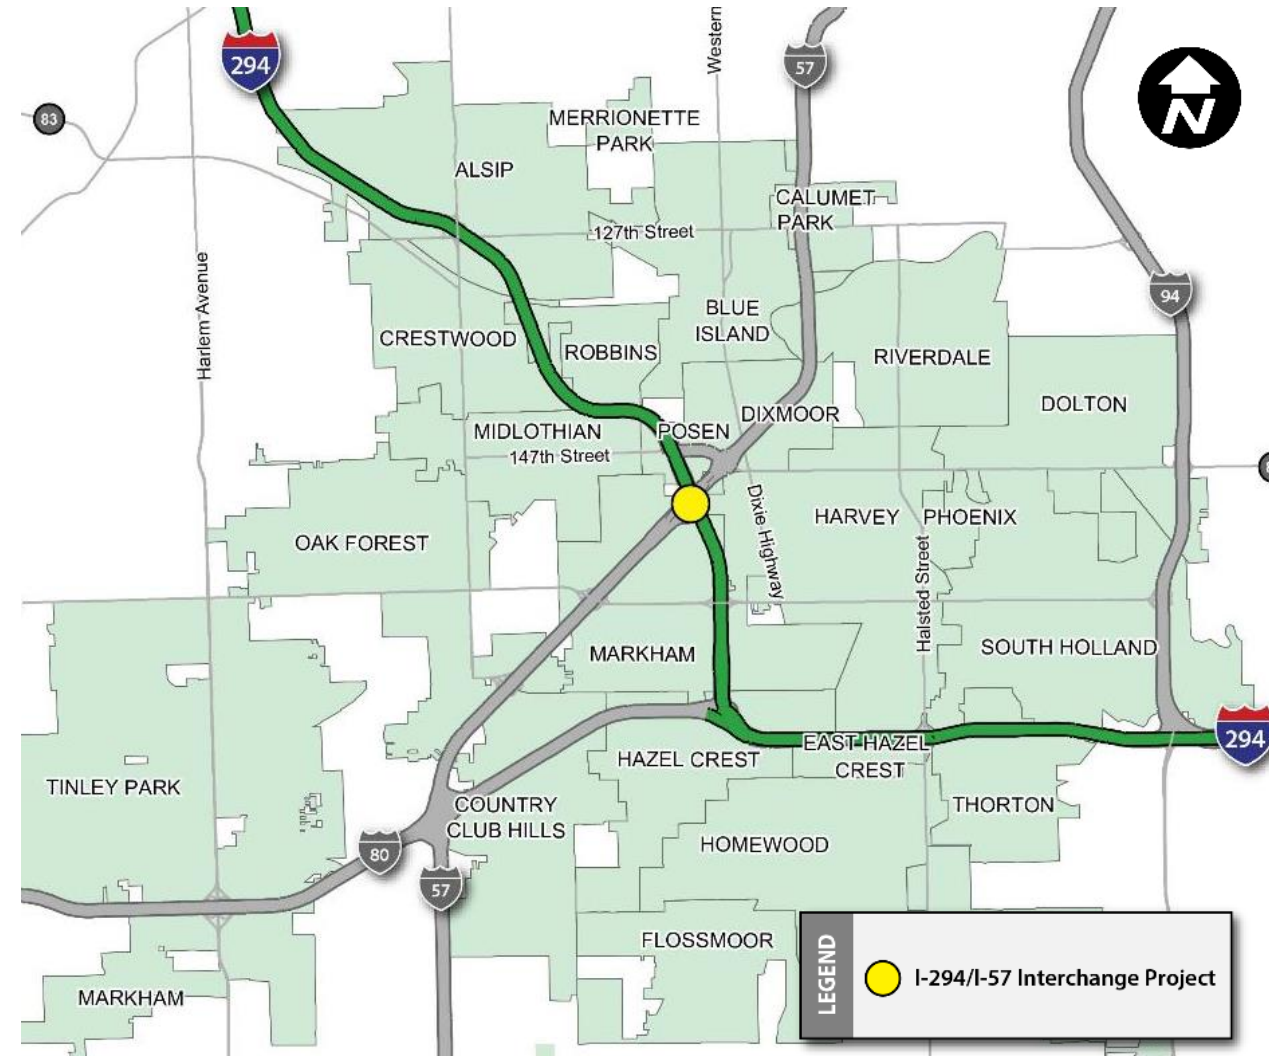 294
57
Western
83
N
MERRIONETTE
PARK
ALSIP
CALUMET
PARK
127th Street
Harlem Avenue
94
BLUE
ISLAND
CRESTWOOD
ROBBINS
RIVERDALE
DOLTON
DIXMOOR
MIDLOTHIAN
POSEN
147th Street
HARVEY
PHOENIX
Dixie Highway
OAK FOREST
Halsted Street
MARKHAM
SOUTH HOLLAND
294
EAST HAZEL
CREST
HAZEL CREST
TINLEY PARK
COUNTRY
CLUB HILLS
THORTON
HOMEWOOD
80
57
FLOSSMOOR
MARKHAM
LEGEND
I-294/I-57 Interchange Project